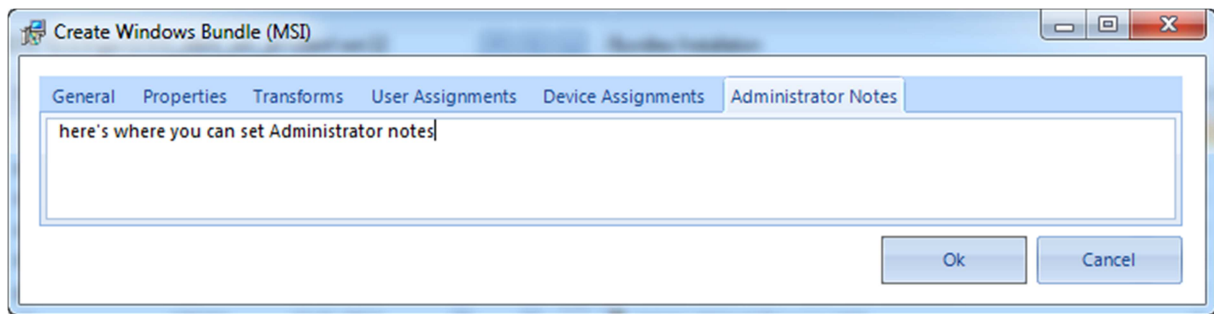 Create Windows Bundle (MSI)
General Properties Transforms User Assignments Device Assignments Administrator Notes
here's where you can set Administrator notes
Ok Cancel